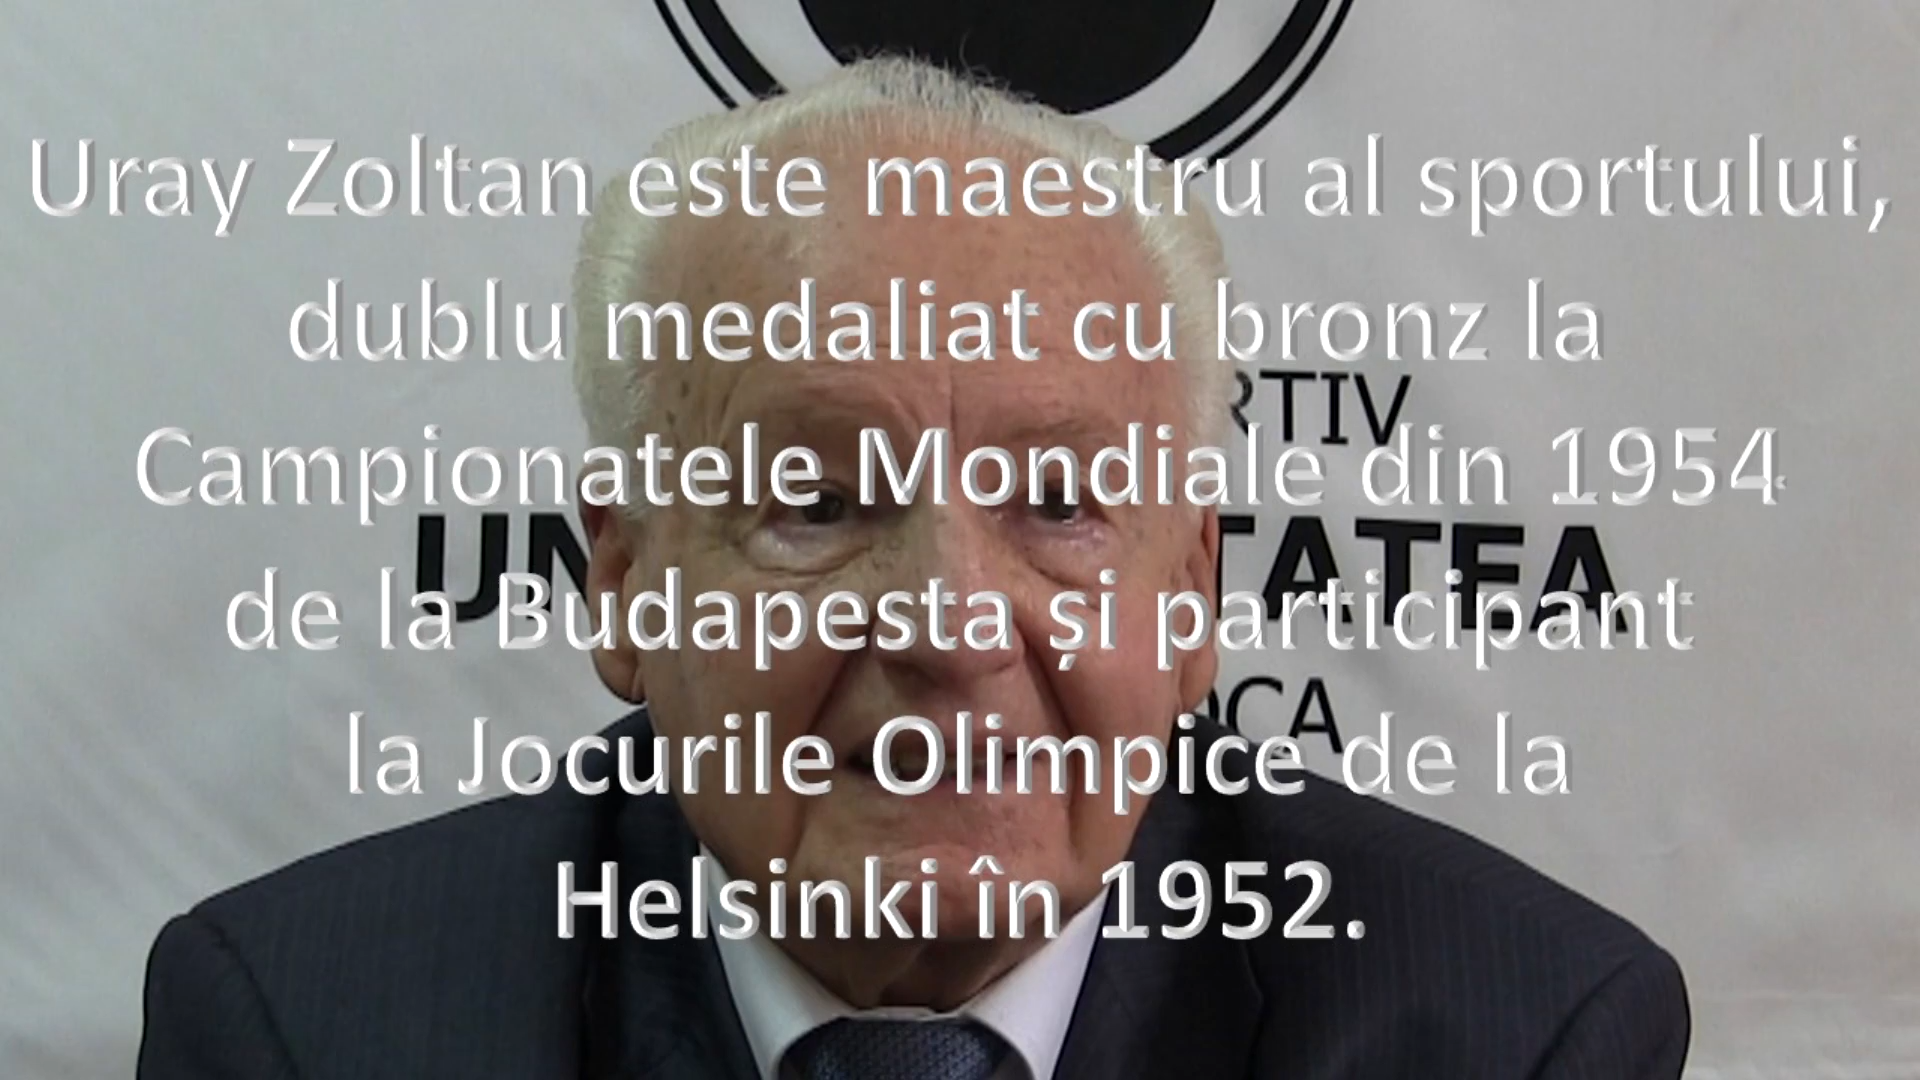 Uray Zoltan este maestru al sportului,
dublu medaliat cu bronz la
Campionatele Mondiale din 1954
de la Budapesta și participant
la Jocurile Olimpice de la
Helsinki în 1952.